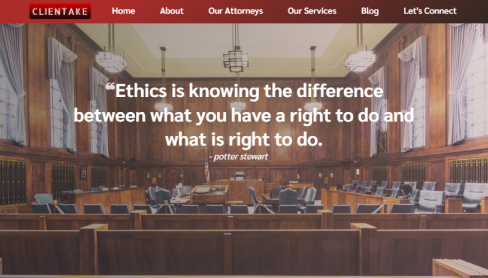 CLIENTAKE Home About Our Attorneys Our Services Blog Let's Connect
❝Ethics is knowing the difference
between what you have a right to do and
what is right to do.
- potter stewart